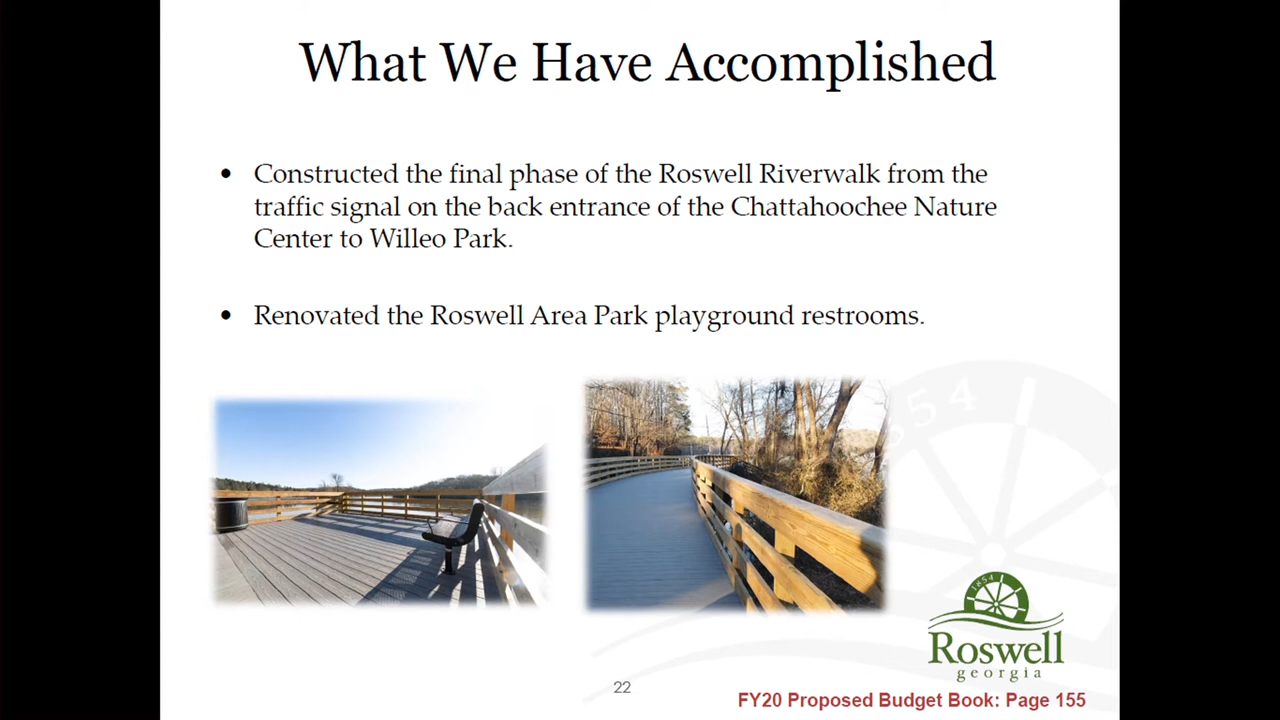 What We Have Accomplished
• Constructed the final phase of the Roswell Riverwalk from the
traffic signal on the back entrance of the Chattahoochee Nature
Center to Willeo Park.
• Renovated the Roswell Area Park playground restrooms.
1854
1854
Roswell
georgia
22
FY20 Proposed Budget Book: Page 155